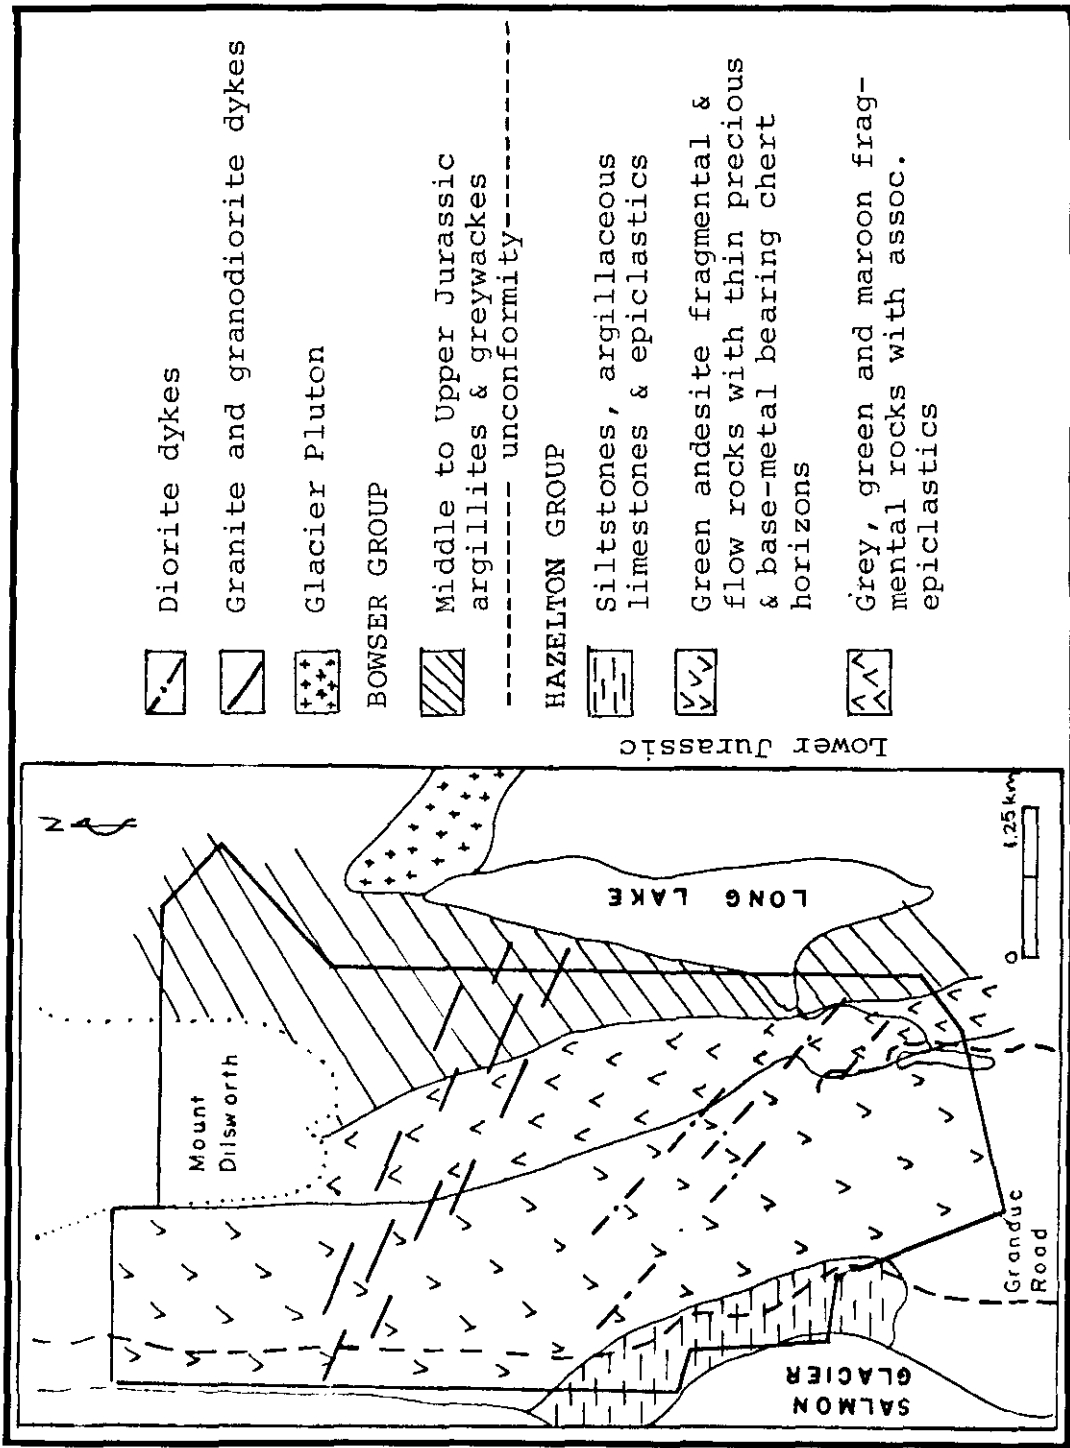 N
Mount
Dilsworth
LONG LAKE
SALMON
GLACIER
Granduc
Road
0
1.25km
Diorite dykes
Granite and granodiorite dykes
Glacier Pluton
BOWSER GROUP
Middle to Upper Jurassic
argillites & greywackes
unconformity
HAZELTON GROUP
Lower Jurassic
Siltstones, argillaceous
limestones & epiclastics
Green andesite fragmental &
flow rocks with thin precious
& base-metal bearing chert
horizons
Grey, green and maroon frag-
mental rocks with assoc.
epiclastics